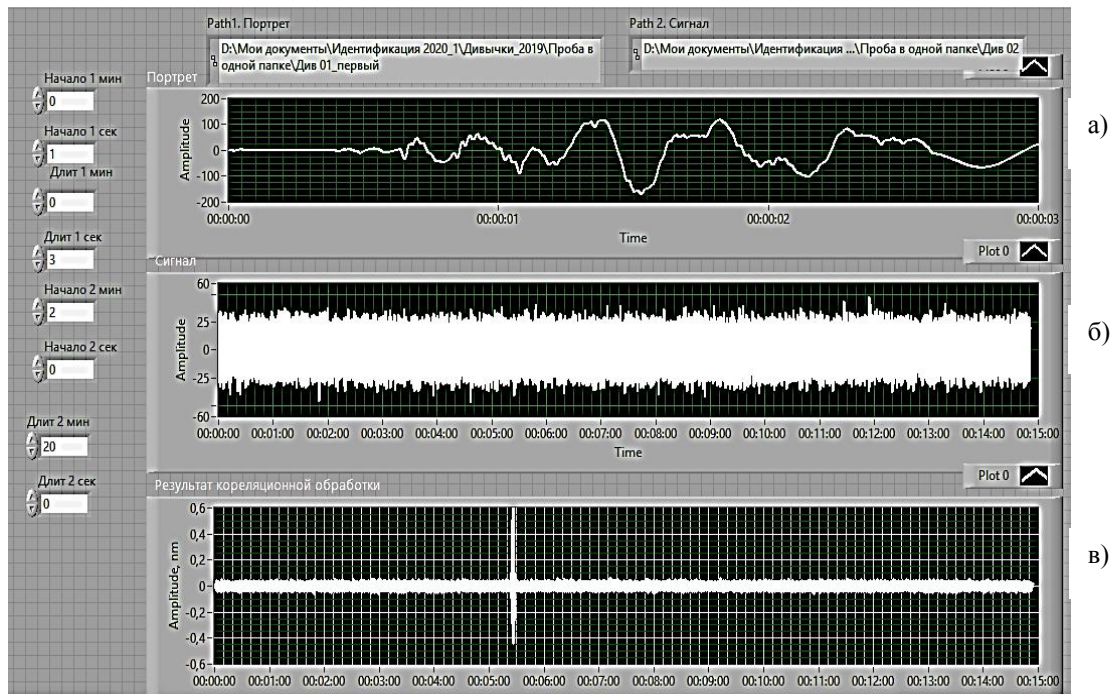 Path1. Портрет
Path 2. Сигнал
D:\Мои документы\Идентификация 2020_1\Дивычки_2019\Проба в
одной папке\Див 01_первый
D:\Мои документы\Идентификация ...\Проба в одной папке\Див 02
Начало 1 мин
0
Начало 1 сек
1
Длит 1 мин
0
Длит 1 сек
3
Начало 2 мин
2
Начало 2 сек
0
Длит 2 мин
20
Длит 2 сек
0
Портрет
а)
Amplitude
200
100
0
-100
-200
00:00:00 00:00:01 00:00:02 00:00:03
Time
Plot 0
Сигнал
б)
Amplitude
60
25
0
-25
-60
00:00:00 00:01:00 00:02:00 00:03:00 00:04:00 00:05:00 00:06:00 00:07:00 00:08:00 00:09:00 00:10:00 00:11:00 00:12:00 00:13:00 00:14:00 00:15:00
Time
Plot 0
Результат кореляционной обработки
в)
Amplitude, nm
0,6
0,4
0,2
0
-0,2
-0,4
-0,6
00:00:00 00:01:00 00:02:00 00:03:00 00:04:00 00:05:00 00:06:00 00:07:00 00:08:00 00:09:00 00:10:00 00:11:00 00:12:00 00:13:00 00:14:00 00:15:00